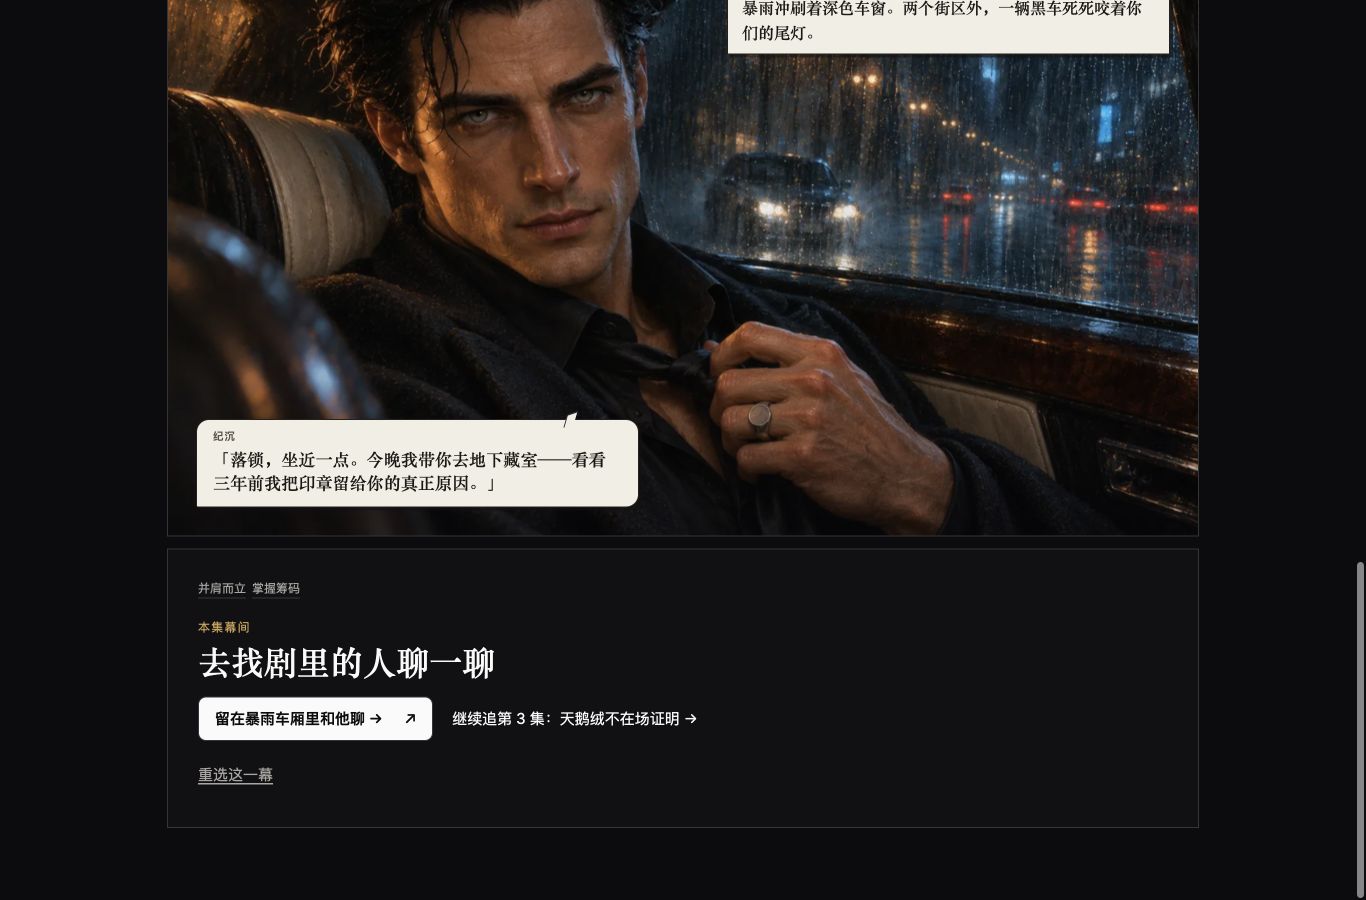 暴雨冲刷着深色车窗。两个街区外，一辆黑车死死咬着你
们的尾灯。
纪沉
「落锁，坐近一点。今晚我带你去地下藏室——看看
三年前我把印章留给你的真正原因。」
并肩而立 掌握筹码
本集幕间
去找剧里的人聊一聊
留在暴雨车厢里和他聊 → ↗ 继续追第 3 集：天鹅绒不在场证明 →
重选这一幕